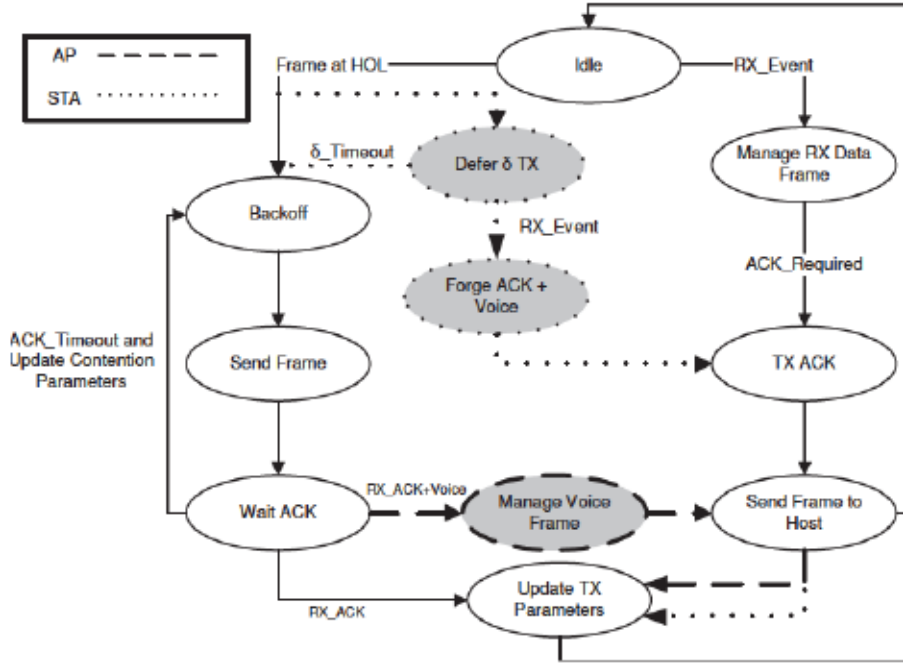 AP
STA
Idle
Frame at HOL
RX_Event
δ_Timeout
Defer δ TX
Manage RX Data
Frame
Backoff
RX_Event
ACK_Required
Forge ACK +
Voice
ACK_Timeout and
Update Contention
Parameters
Send Frame
TX ACK
Wait ACK
RX_ACK+Voice
Manage Voice
Frame
Send Frame to
Host
RX_ACK
Update TX
Parameters